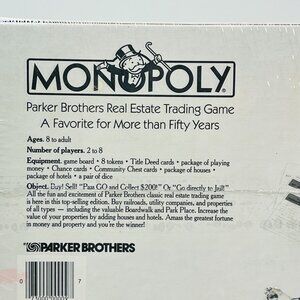 MONOPOLY
Parker Brothers Real Estate Trading Game
A Favorite for More than Fifty Years
Ages. 8 to adult
Number of players. 2 to 8
Equipment. game board • 8 tokens • Title Deed cards • package of playing
money • Chance cards • Community Chest cards • package of houses •
package of hotels • a pair of dice
Object. Buy! Sell! "Pass GO and Collect $200!" Or "Go directly to Jail!"
All the fun and excitement of Parker Brothers classic real estate trading game
is here in this top-selling edition. Buy railroads, utility companies, and properties
of all types — including the valuable Boardwalk and Park Place. Increase the
value of your properties by adding houses and hotels. Amass the greatest fortune
in money and property and you're the winner!
PARKER BROTHERS
0
7